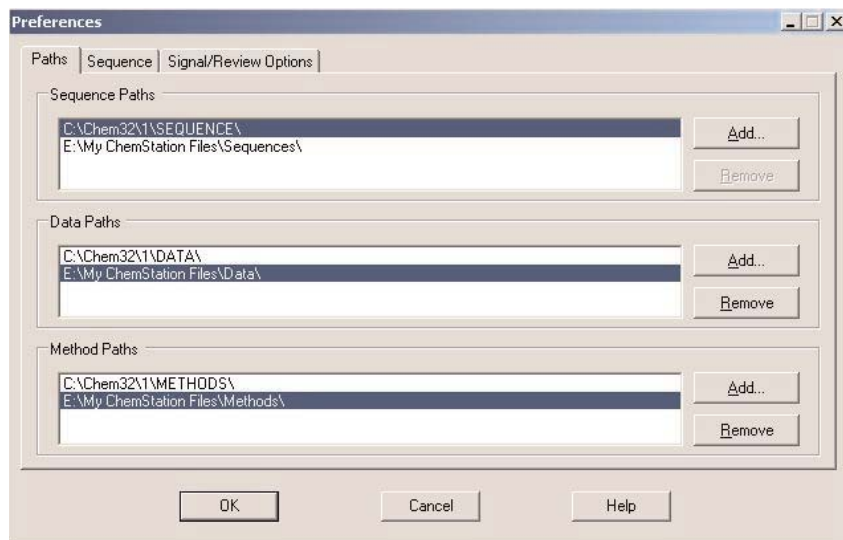 Preferences
Paths Sequence Signal/Review Options
Sequence Paths
C:\Chem32\1\SEQUENCE\
E:\My ChemStation Files\Sequences\
Add...
Remove
Data Paths
C:\Chem32\1\DATA\
E:\My ChemStation Files\Data\
Add...
Remove
Method Paths
C:\Chem32\1\METHODS\
E:\My ChemStation Files\Methods\
Add...
Remove
OK Cancel Help